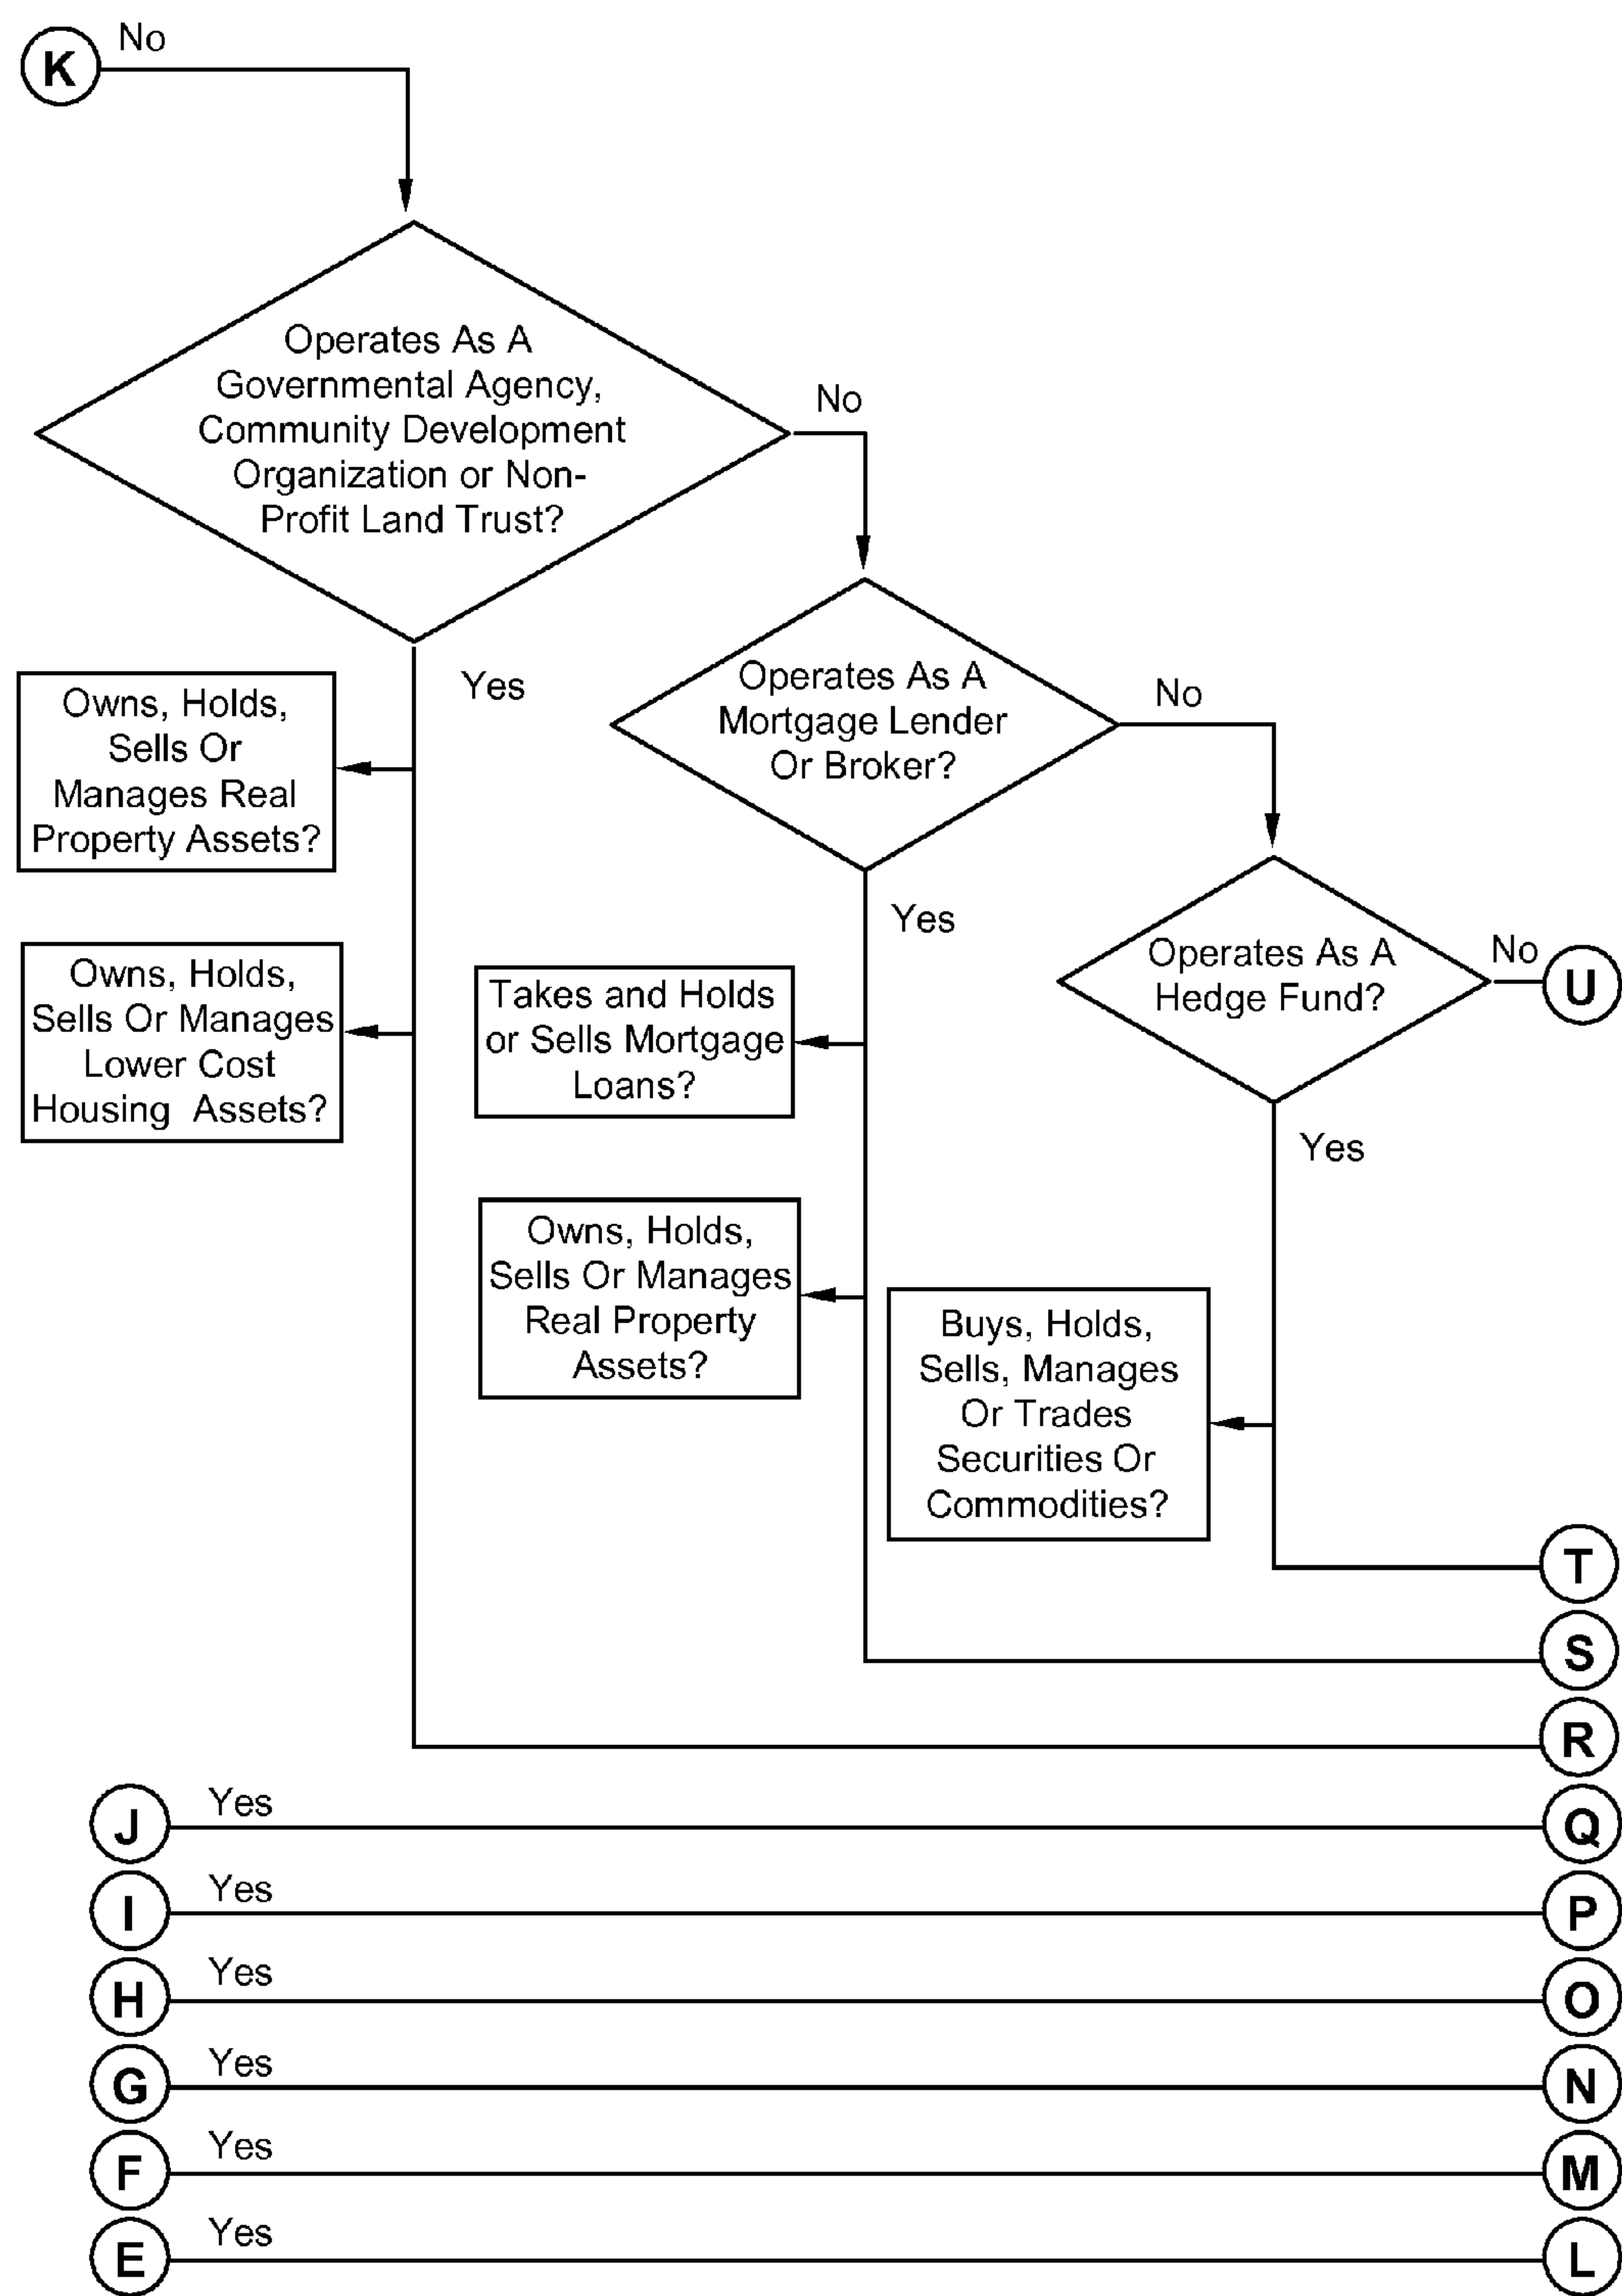 K
No
Operates As A
Governmental Agency,
Community Development
Organization or Non-
Profit Land Trust?
No
Yes
Owns, Holds,
Sells Or
Manages Real
Property Assets?
Owns, Holds,
Sells Or Manages
Lower Cost
Housing  Assets?
Operates As A
Mortgage Lender
Or Broker?
No
Yes
Takes and Holds
or Sells Mortgage
Loans?
Owns, Holds,
Sells Or Manages
Real Property
Assets?
Operates As A
Hedge Fund?
No
U
Yes
Buys, Holds,
Sells, Manages
Or Trades
Securities Or
Commodities?
T
S
R
J Yes Q
I Yes P
H Yes O
G Yes N
F Yes M
E Yes L